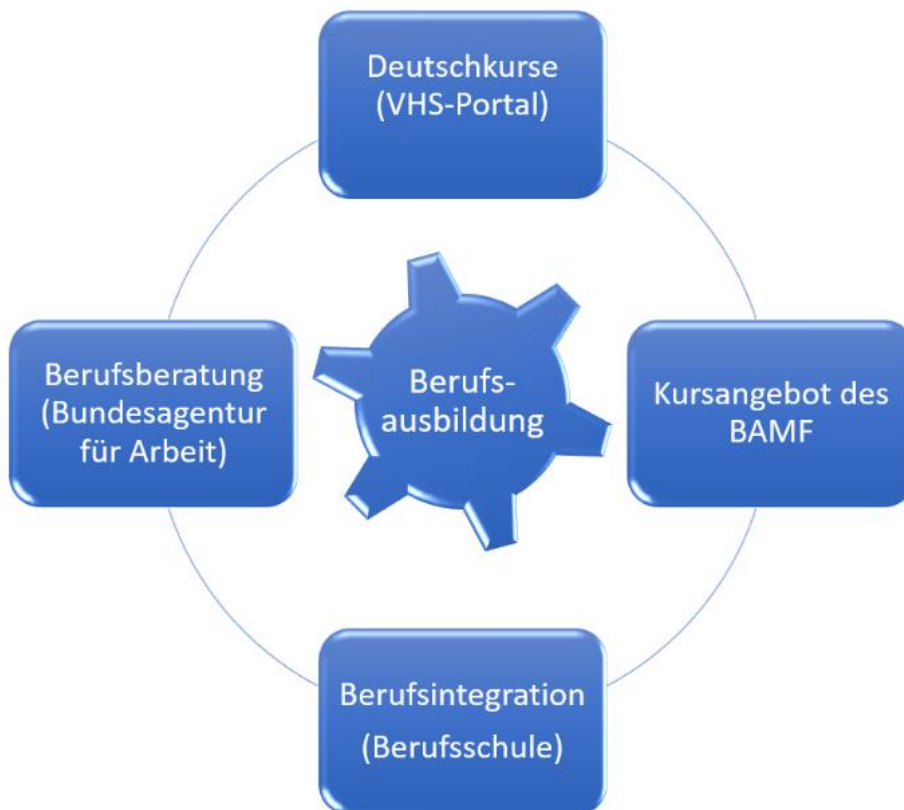 Deutschkurse
(VHS-Portal)
Berufsberatung
(Bundesagentur
für Arbeit)
Berufs-
ausbildung
Kursangebot des
BAMF
Berufsintegration
(Berufsschule)